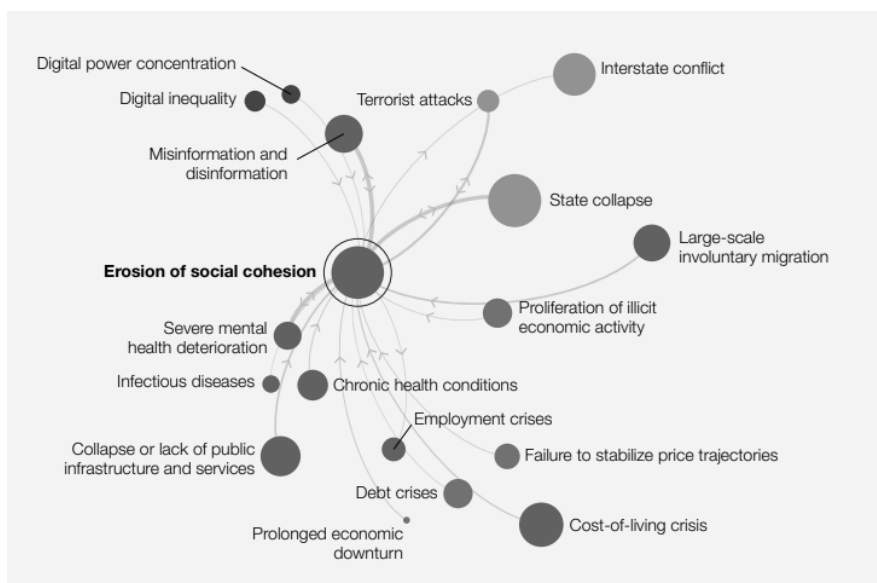 Digital power concentration
Interstate conflict
Digital inequality
Terrorist attacks
Misinformation and
disinformation
State collapse
Large-scale
involuntary migration
Erosion of social cohesion
Proliferation of illicit
economic activity
Severe mental
health deterioration
Infectious diseases
Chronic health conditions
Employment crises
Collapse or lack of public
infrastructure and services
Failure to stabilize price trajectories
Debt crises
Prolonged economic
downturn
Cost-of-living crisis